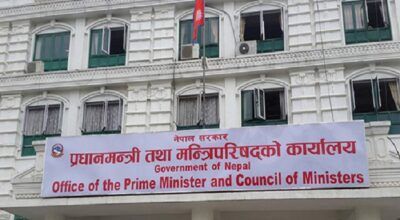 नेपाल सरकार
प्रधानमन्त्री तथा मन्त्रिपरिषद्को कार्यालय
Government of Nepal
Office of the Prime Minister and Council of Ministers